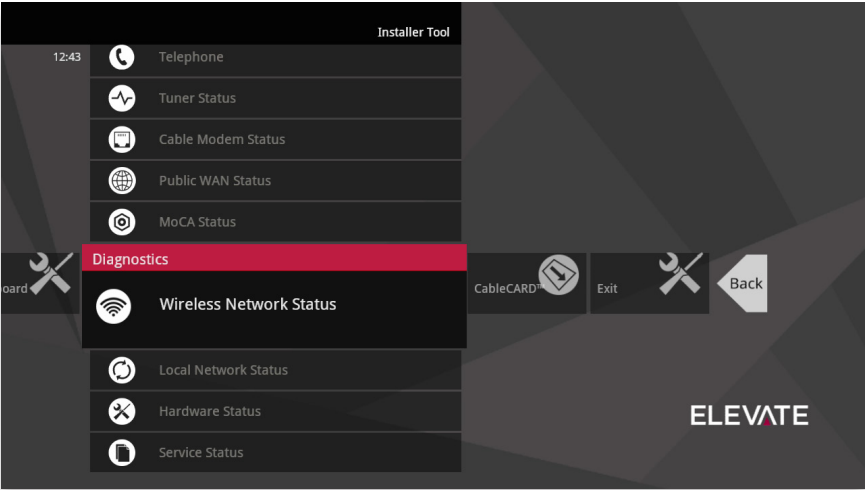 Installer Tool
12:43
Telephone
Tuner Status
Cable Modem Status
Public WAN Status
MoCA Status
Diagnostics
oard
Wireless Network Status
CableCARD™
Exit
Back
Local Network Status
Hardware Status
Service Status
ELEVATE